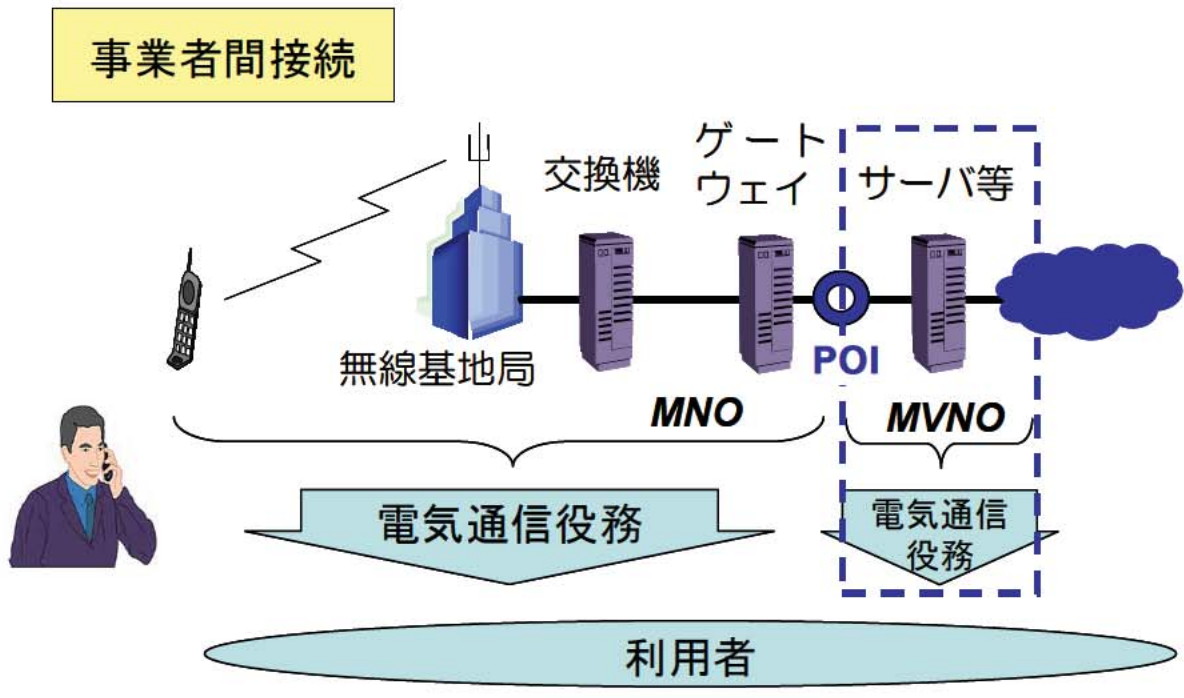 事業者間接続
交換機
ゲート
ウェイ
サーバ等
無線基地局
POI
MNO
MVNO
電気通信役務
電気通信
役務
利用者